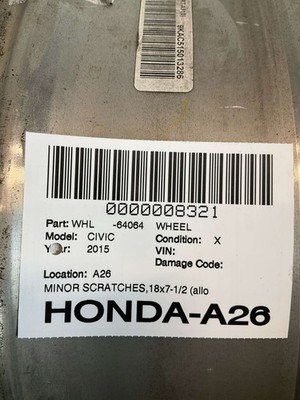 9KAC515013286
0000008321
Part: WHL -64064 WHEEL
Model: CIVIC Condition: X
Year: 2015 VIN:
Damage Code:
Location: A26
MINOR SCRATCHES,18x7-1/2 (allo
HONDA-A26